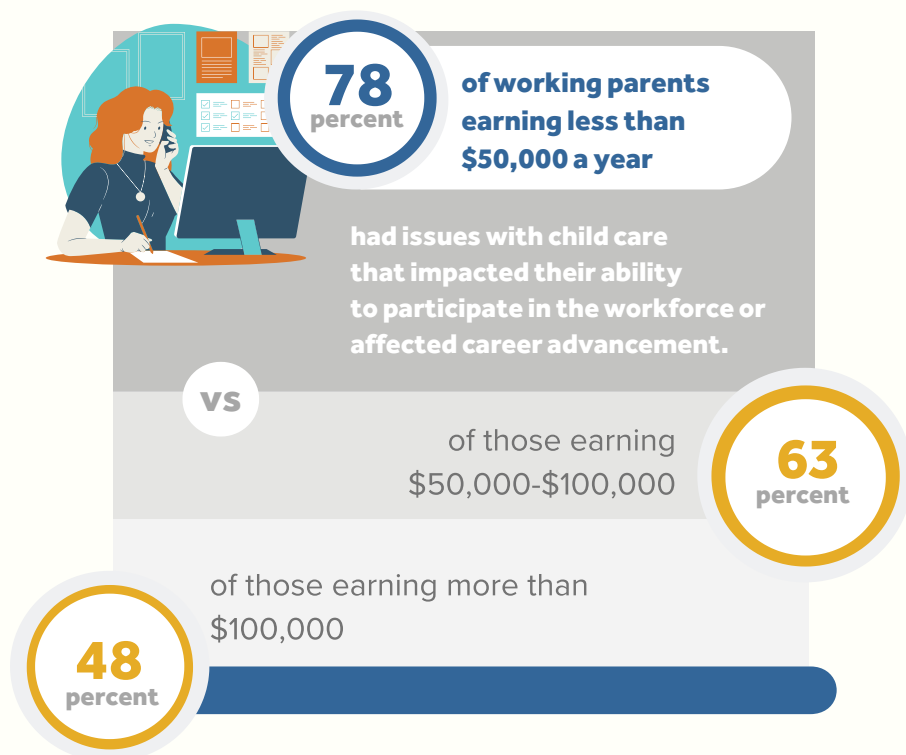 78
percent
of working parents
earning less than
$50,000 a year
had issues with child care
that impacted their ability
to participate in the workforce or
affected career advancement.
vs
of those earning
$50,000-$100,000
63
percent
of those earning more than
$100,000
48
percent